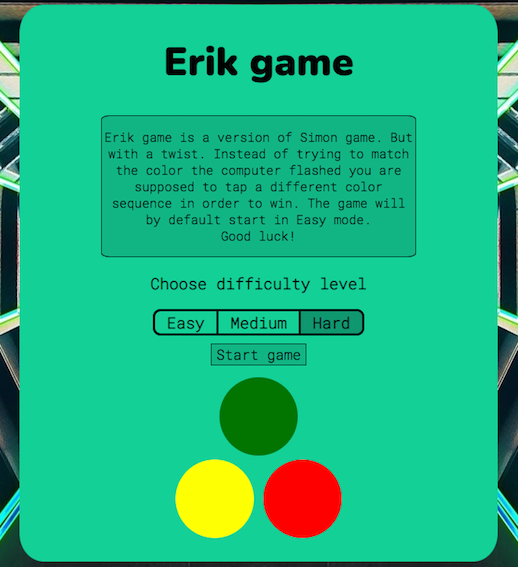 Erik game
Erik game is a version of Simon game. But
with a twist. Instead of trying to match
the color the computer flashed you are
supposed to tap a different color
sequence in order to win. The game will
by default start in Easy mode.
Good luck!
Choose difficulty level
Easy Medium Hard
Start game